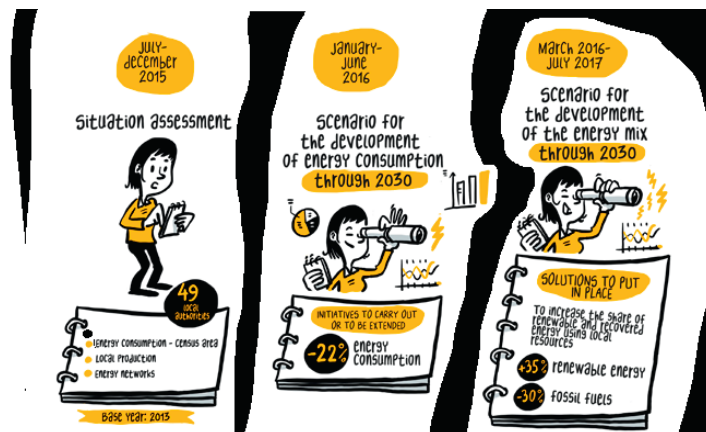 July-
december
2015
Situation assessment
49
local
authorities
Energy consumption - census area
Local Production
Energy networks
Base year: 2013
January-
June
2016
Scenario for
the development
of energy consumption
through 2030
INITIATIVES TO CARRY OUT
OR TO BE EXTENDED
-22% energy
consumption
March 2016-
July 2017
Scenario for
the development
of the energy mix
through 2030
SOLUTIONS TO PUT
IN PLACE
To increase the share of
renewable and recovered
energy using local
resources
+35% renewable energy
-30% fossil fuels